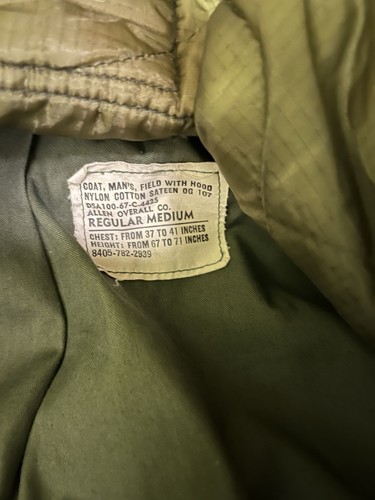 COAT, MAN'S, FIELD WITH HOOD
NYLON COTTON SATEEN OG 107
DSA100-67-C-4425
ALLEN OVERALL CO.
REGULAR MEDIUM
CHEST: FROM 37 TO 41 INCHES
HEIGHT: FROM 67 TO 71 INCHES
8405-782-2939